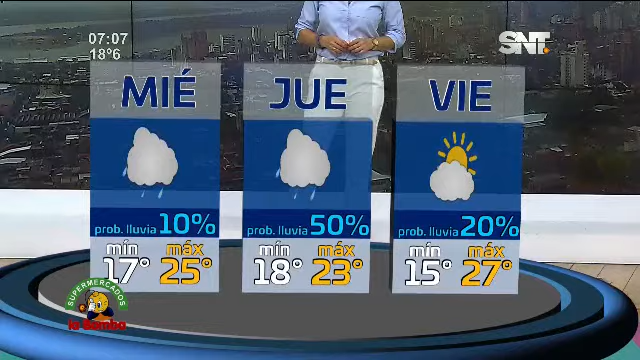 07:07
18°6
SNT.
MIÉ
JUE
VIE
prob. lluvia 10%
prob. lluvia 50%
prob. lluvia 20%
mín máx
17° 25°
mín máx
18° 23°
mín máx
15° 27°
SUPERMERCADOS
la Bomba